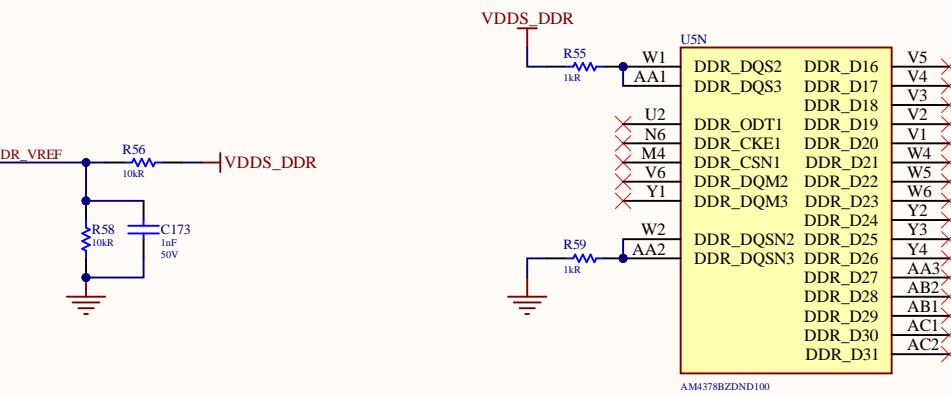 VDDS_DDR
U5N
R55
1kR
W1 DDR_DQS2 DDR_D16 V5
AA1 DDR_DQS3 DDR_D17 V4
DDR_D18 V3
U2 DDR_ODT1 DDR_D19 V2
N6 DDR_CKE1 DDR_D20 V1
M4 DDR_CSN1 DDR_D21 W4
V6 DDR_DQM2 DDR_D22 W5
Y1 DDR_DQM3 DDR_D23 W6
DDR_D24 Y2
W2 DDR_DQSN2 DDR_D25 Y3
AA2 DDR_DQSN3 DDR_D26 Y4
DDR_D27 AA3
DDR_D28 AB2
DDR_D29 AB1
DDR_D30 AC1
DDR_D31 AC2
AM4378BZDND100
R59
1kR
DR_VREF
R56
10kR
VDDS_DDR
R58
10kR
C173
1nF
50V